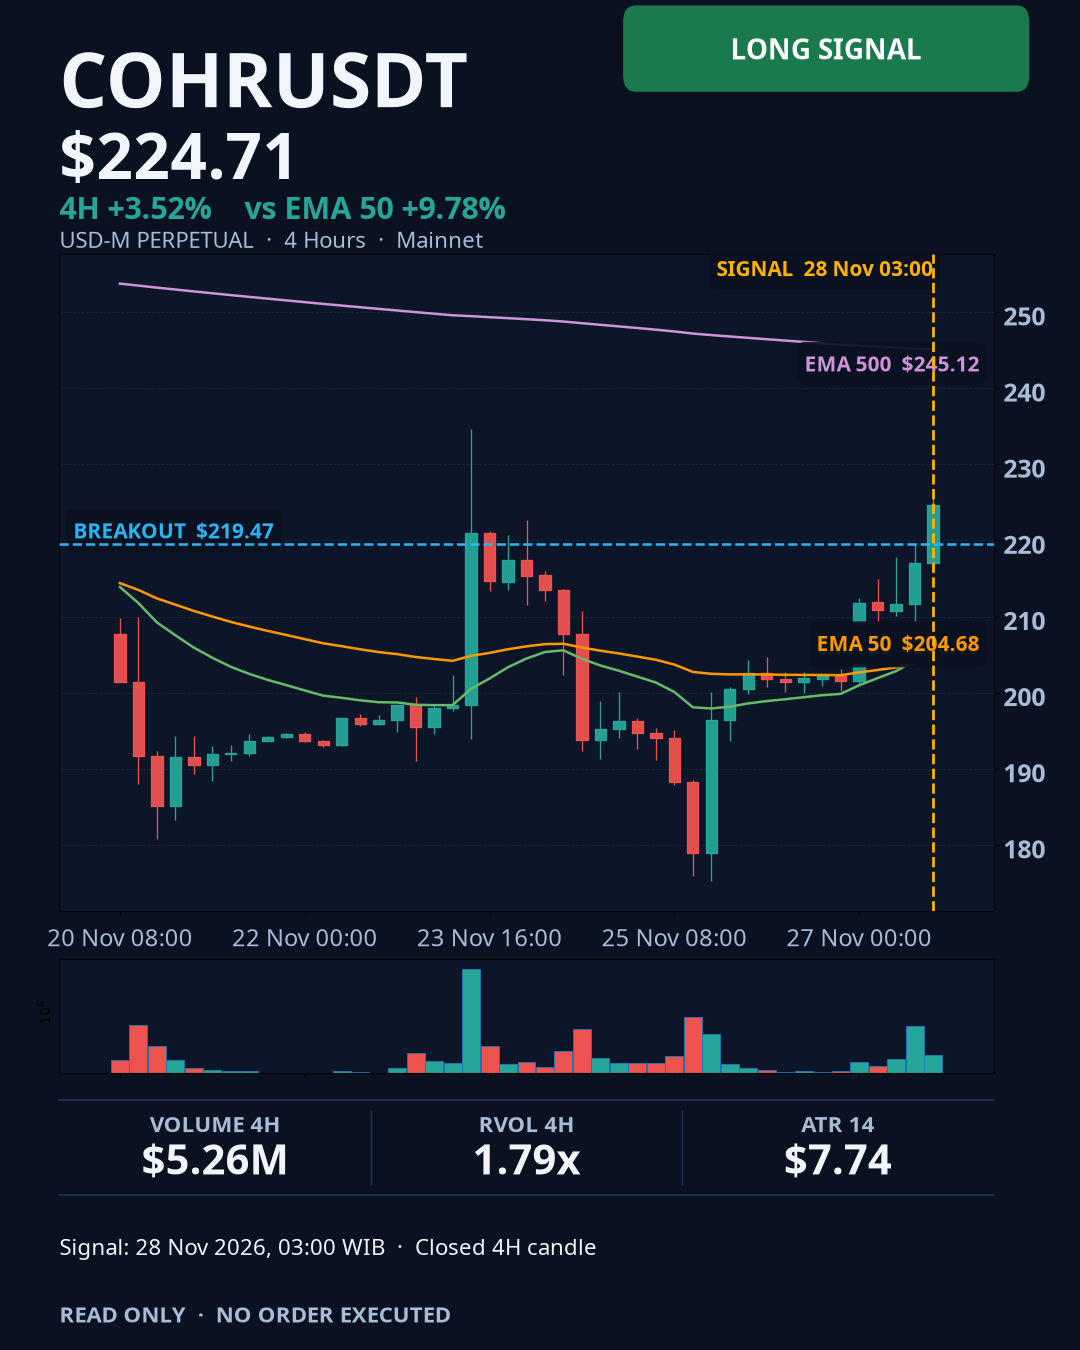 LONG SIGNAL
COHRUSDT
$224.71
4H +3.52% vs EMA 50 +9.78%
USD-M PERPETUAL · 4 Hours · Mainnet
SIGNAL 28 Nov 03:00
250
EMA 500 $245.12
240
230
BREAKOUT $219.47
220
210
EMA 50 $204.68
200
190
180
20 Nov 08:00 22 Nov 00:00 23 Nov 16:00 25 Nov 08:00 27 Nov 00:00
10⁶
VOLUME 4H RVOL 4H ATR 14
$5.26M 1.79x $7.74
Signal: 28 Nov 2026, 03:00 WIB · Closed 4H candle
READ ONLY · NO ORDER EXECUTED